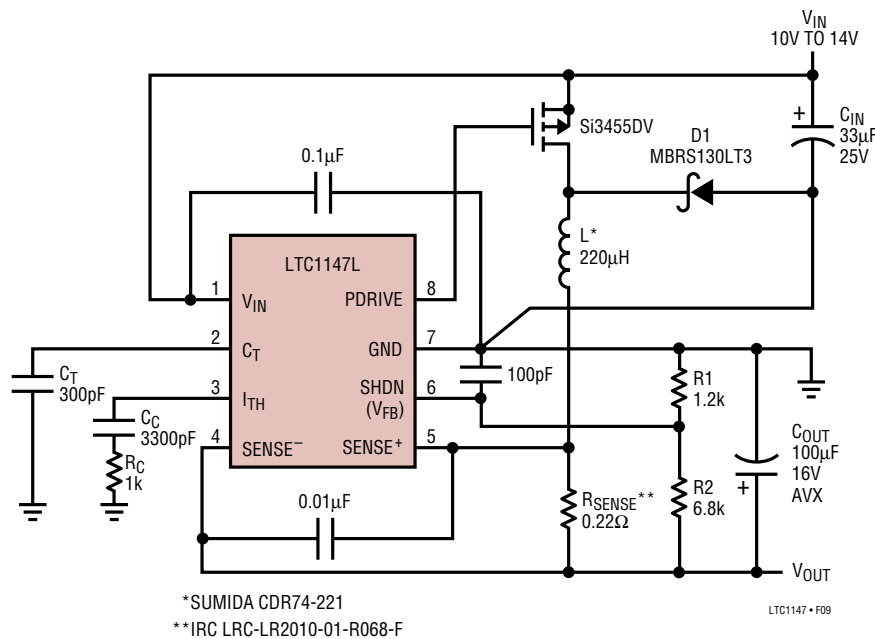 V_IN
10V TO 14V
Si3455DV
D1
MBRS130LT3
+
C_IN
33µF
25V
0.1µF
L*
220µH
LTC1147L
1
V_IN
PDRIVE
8
2
C_T
GND
7
3
I_TH
SHDN
(V_FB)
6
4
SENSE⁻
SENSE⁺
5
C_T
300pF
C_C
3300pF
R_C
1k
100pF
R1
1.2k
C_OUT
100µF
16V
AVX
+
0.01µF
R_SENSE**
0.22Ω
R2
6.8k
V_OUT
*SUMIDA CDR74-221
**IRC LRC-LR2010-01-R068-F
LTC1147 • F09